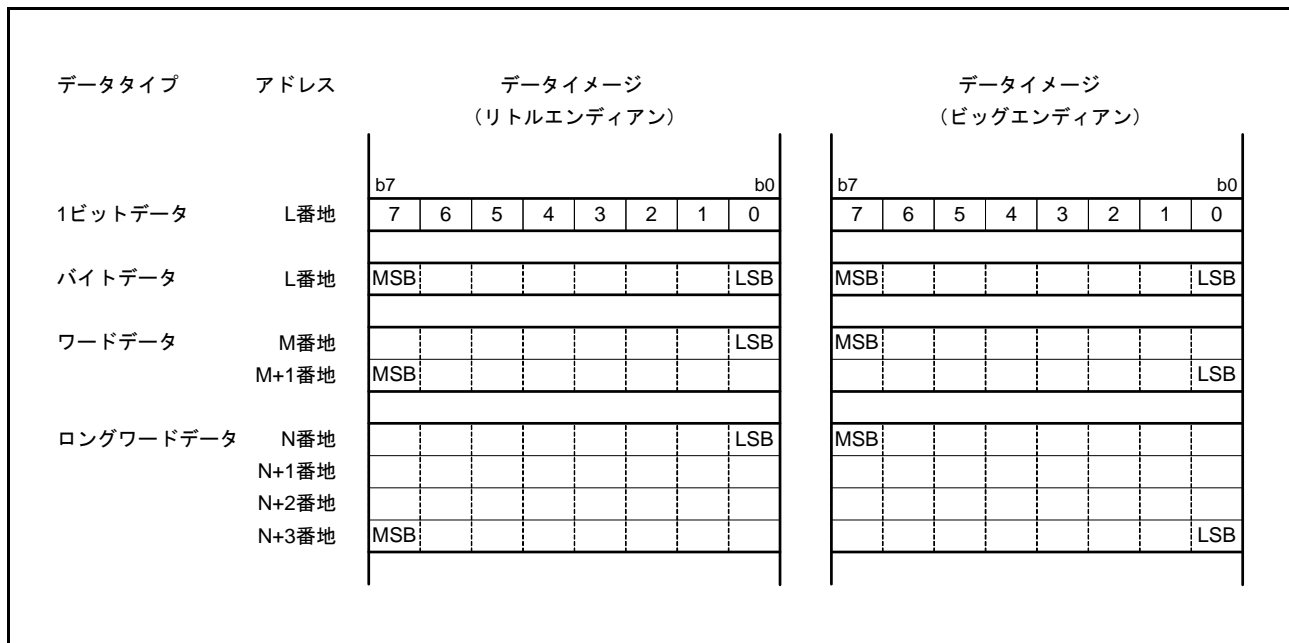 データタイプ アドレス データイメージ データイメージ
(リトルエンディアン) (ビッグエンディアン)
b7 b0 b7 b0
1ビットデータ L番地 7 6 5 4 3 2 1 0 7 6 5 4 3 2 1 0
バイトデータ L番地 MSB LSB MSB LSB
ワードデータ M番地 LSB MSB
M+1番地 MSB LSB
ロングワードデータ N番地 LSB MSB
N+1番地
N+2番地
N+3番地 MSB LSB